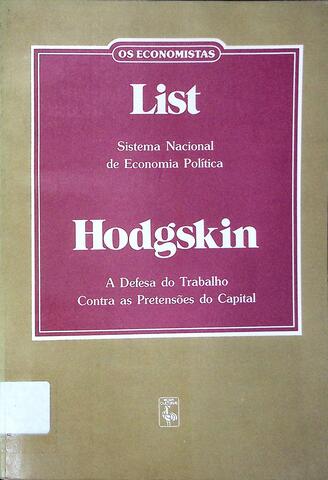 OS ECONOMISTAS
List
Sistema Nacional
de Economia Política
Hodgskin
A Defesa do Trabalho
Contra as Pretensões do Capital